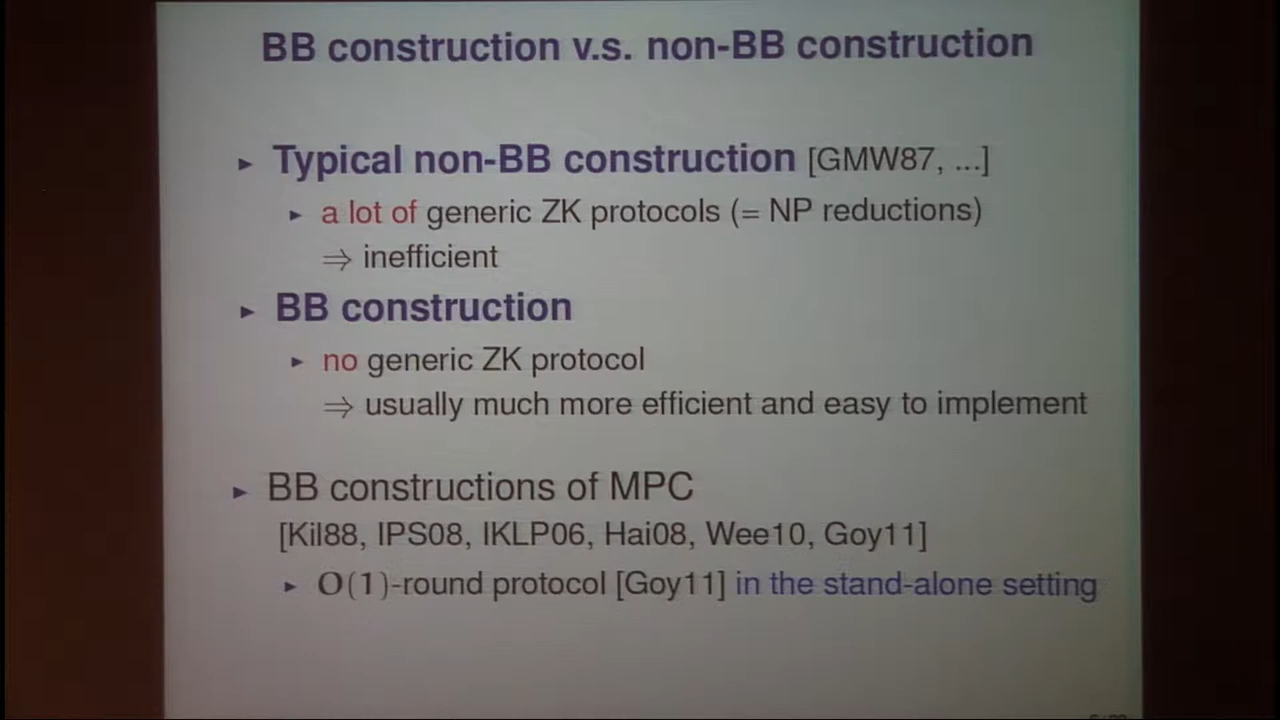 BB construction v.s. non-BB construction
▸ Typical non-BB construction [GMW87, ...]
▸ a lot of generic ZK protocols (= NP reductions)
⇒ inefficient
▸ BB construction
▸ no generic ZK protocol
⇒ usually much more efficient and easy to implement
▸ BB constructions of MPC
[Kil88, IPS08, IKLP06, Hai08, Wee10, Goy11]
▸ O(1)-round protocol [Goy11] in the stand-alone setting